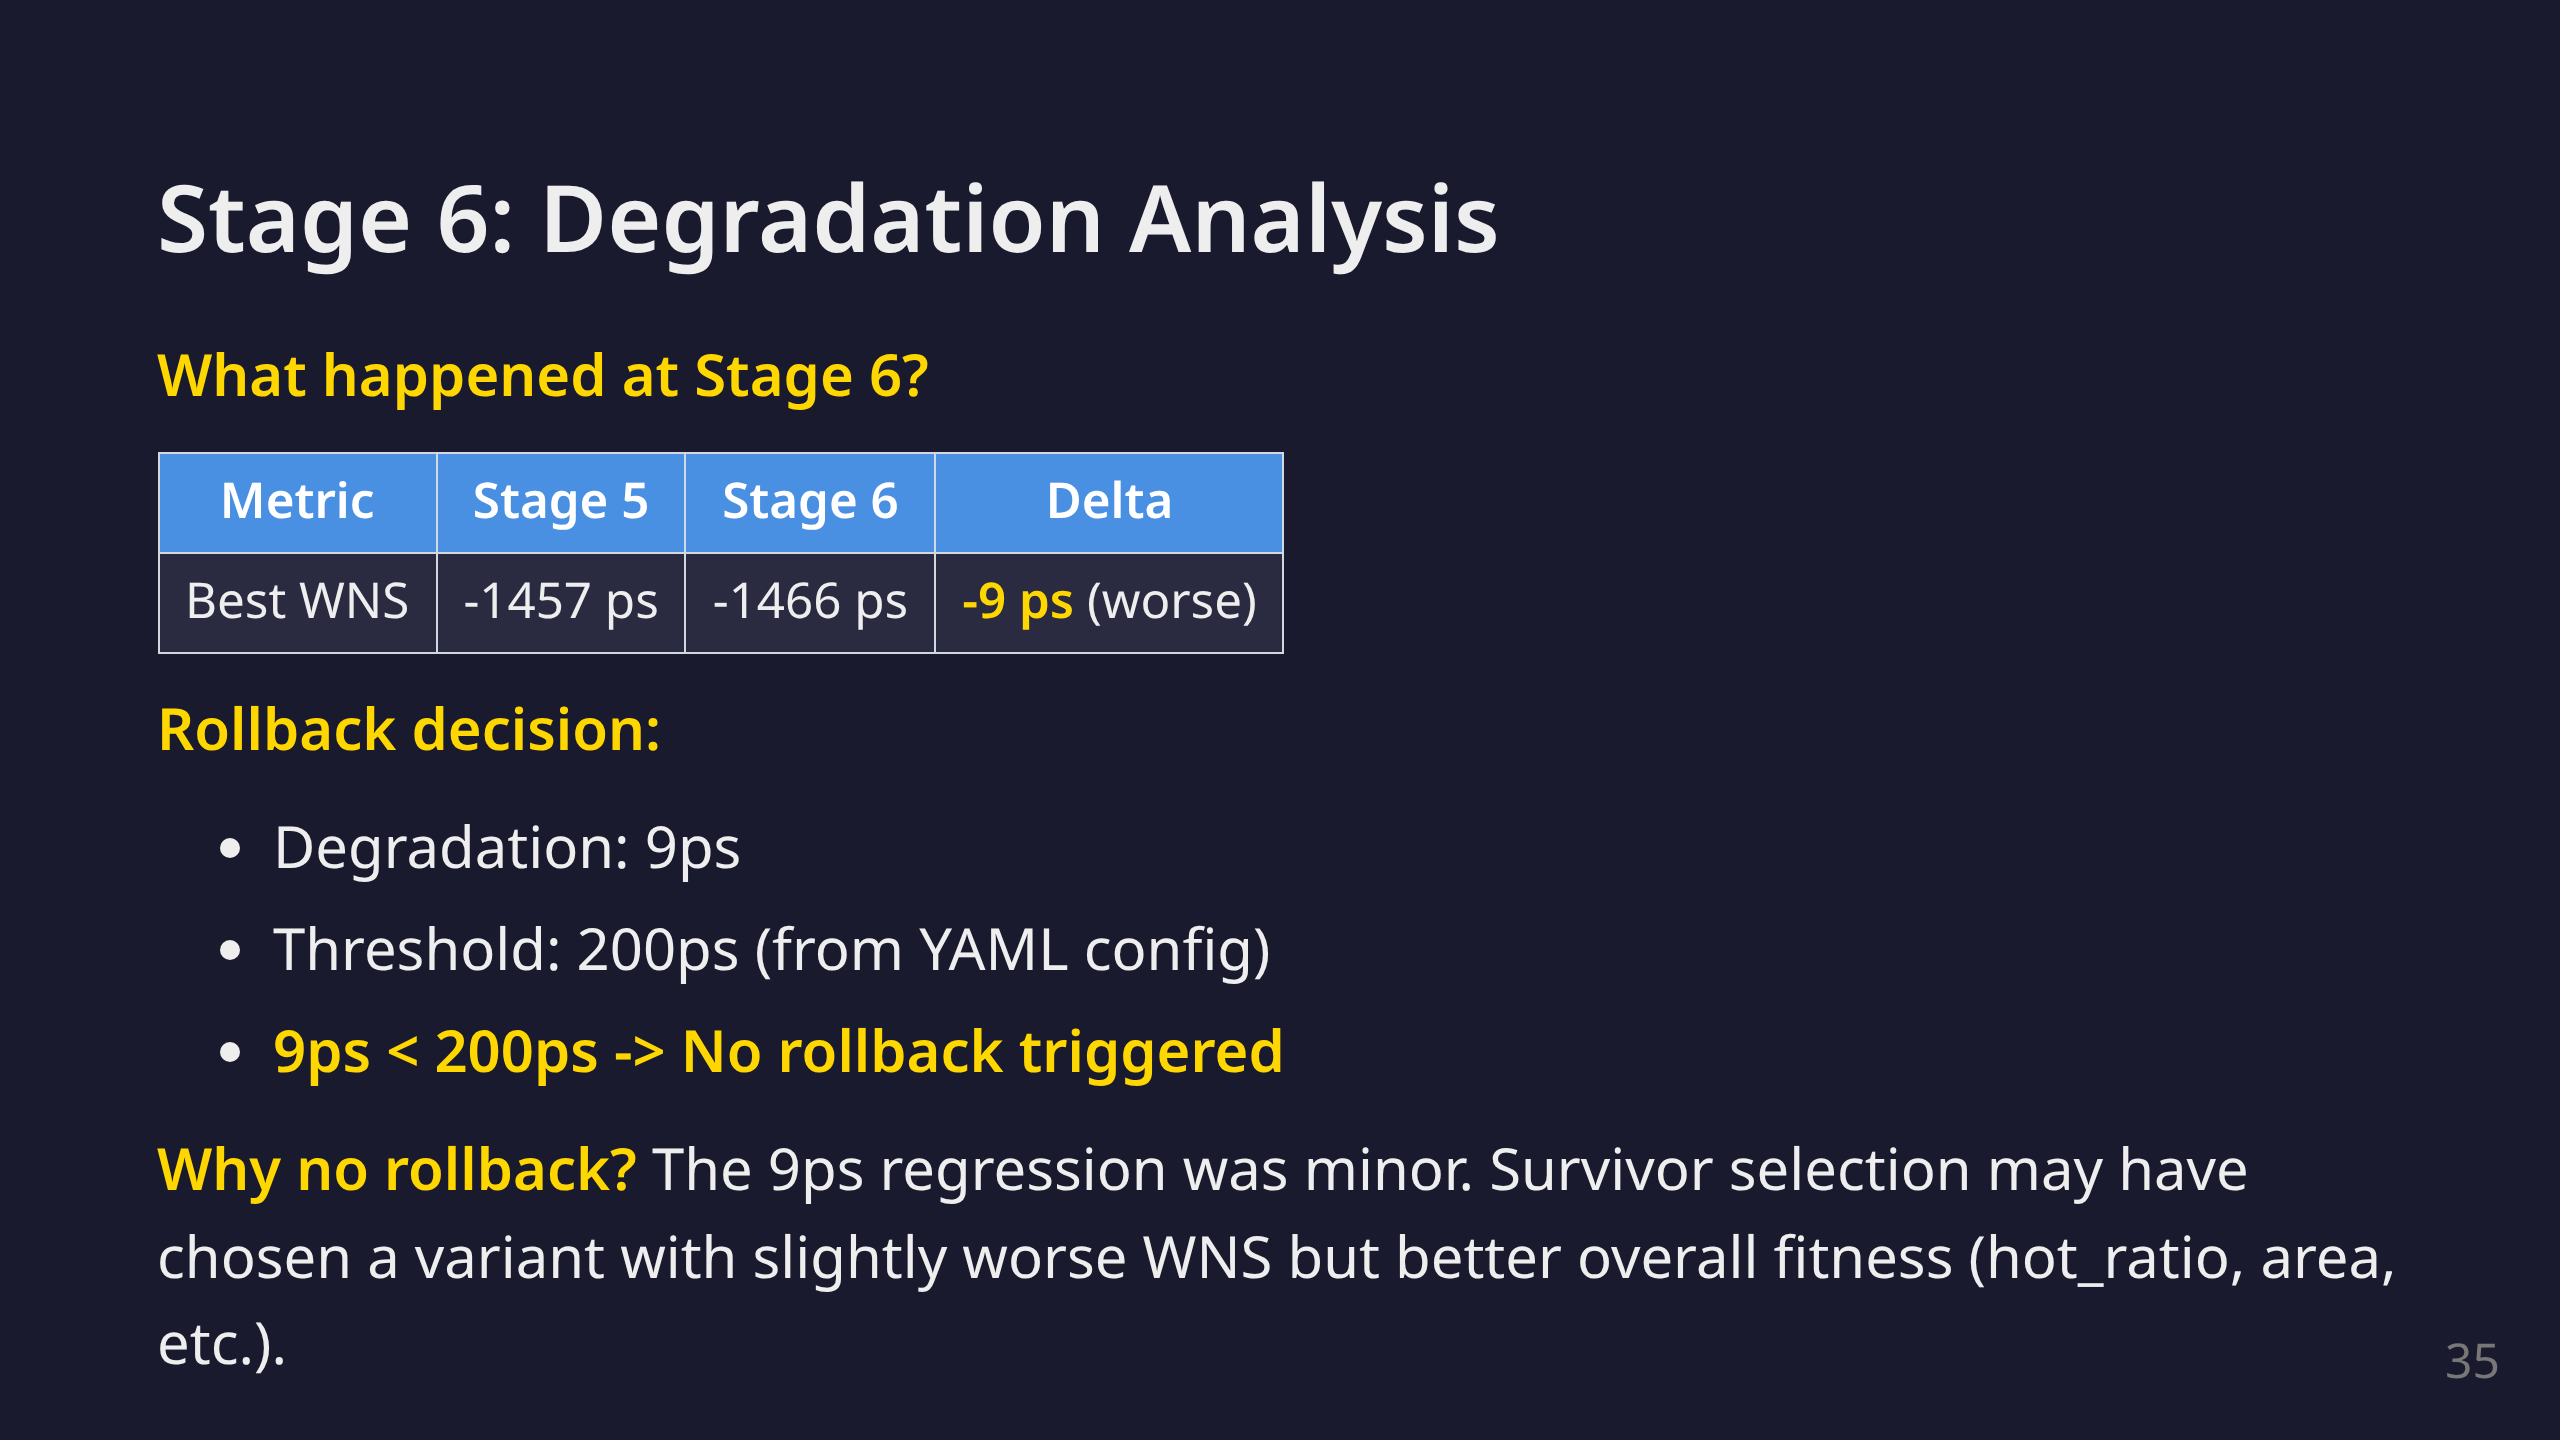 Stage 6: Degradation Analysis
What happened at Stage 6?
Metric Stage 5 Stage 6 Delta
Best WNS -1457 ps -1466 ps -9 ps (worse)
Rollback decision:
• Degradation: 9ps
• Threshold: 200ps (from YAML config)
• 9ps < 200ps -> No rollback triggered
Why no rollback? The 9ps regression was minor. Survivor selection may have
chosen a variant with slightly worse WNS but better overall fitness (hot_ratio, area,
etc.).
35